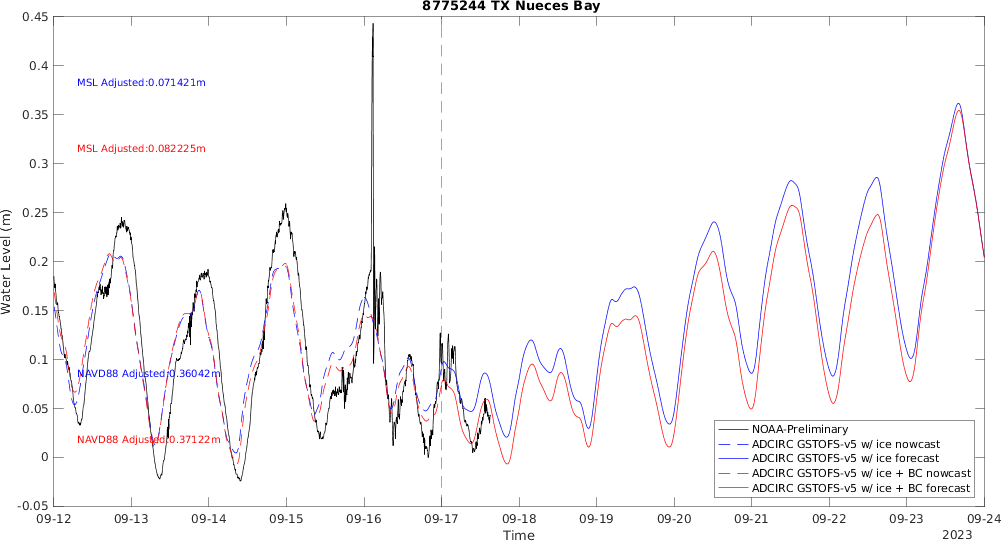 8775244 TX Nueces Bay
0.45
0.4
0.35
0.3
0.25
0.2
0.15
0.1
0.05
0
-0.05
Water Level (m)
MSL Adjusted:0.071421m
MSL Adjusted:0.082225m
NAVD88 Adjusted:0.36042m
NAVD88 Adjusted:0.37122m
NOAA-Preliminary
ADCIRC GSTOFS-v5 w/ ice nowcast
ADCIRC GSTOFS-v5 w/ ice forecast
ADCIRC GSTOFS-v5 w/ ice + BC nowcast
ADCIRC GSTOFS-v5 w/ ice + BC forecast
09-12 09-13 09-14 09-15 09-16 09-17 09-18 09-19 09-20 09-21 09-22 09-23 09-24
Time
2023